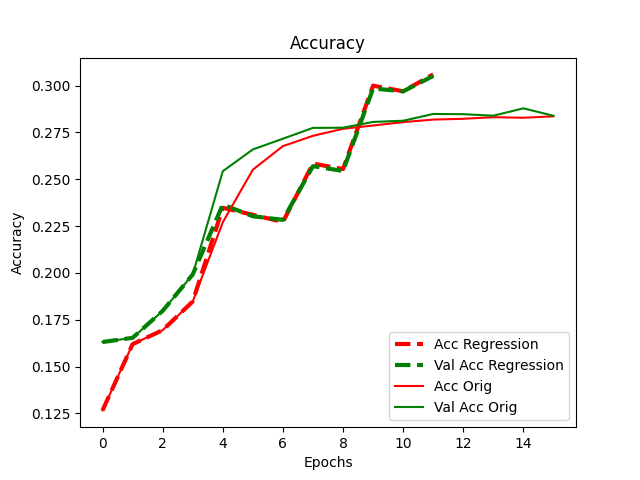 Accuracy
0.300
0.275
0.250
0.225
0.200
0.175
0.150
0.125
Accuracy
0 2 4 6 8 10 12 14
Epochs
Acc Regression
Val Acc Regression
Acc Orig
Val Acc Orig